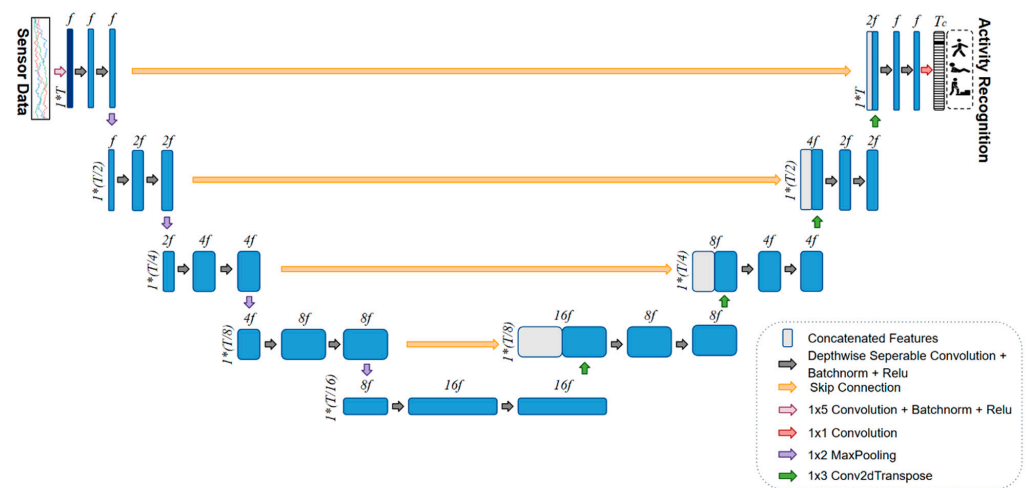 Sensor Data
f
f
f
1*T
2f
f
f
Tc
1*T
Activity Recognition
f
2f
2f
1*(T/2)
4f
2f
2f
1*(T/2)
2f
4f
4f
1*(T/4)
8f
4f
4f
1*(T/4)
4f
8f
8f
1*(T/8)
16f
8f
8f
1*(T/8)
8f
16f
16f
1*(T/16)
Concatenated Features
Depthwise Seperable Convolution +
Batchnorm + Relu
Skip Connection
1x5 Convolution + Batchnorm + Relu
1x1 Convolution
1x2 MaxPooling
1x3 Conv2dTranspose